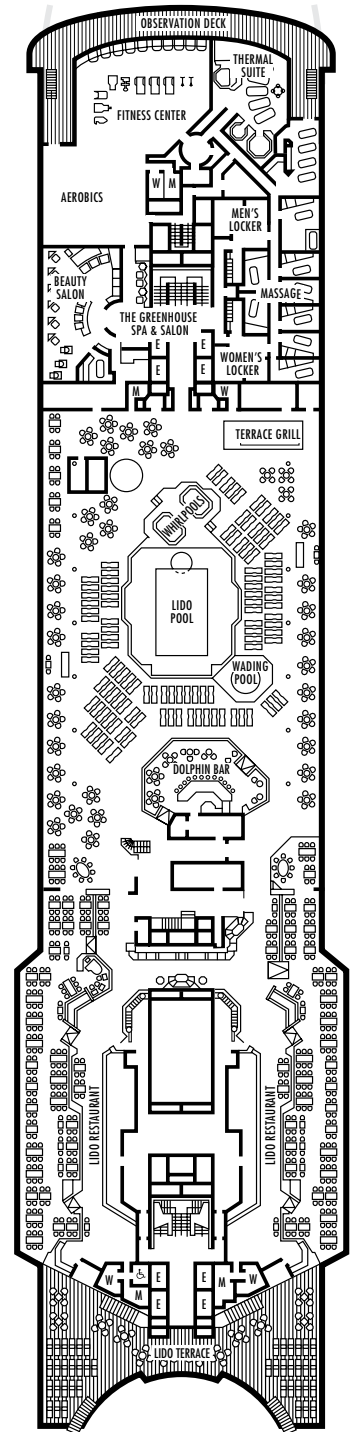 OBSERVATION DECK
THERMAL
SUITE
FITNESS CENTER
W M
AEROBICS
MEN'S
LOCKER
BEAUTY
SALON
MASSAGE
THE GREENHOUSE
SPA & SALON
E E
WOMEN'S
LOCKER
E E
M W
TERRACE GRILL
WHIRLPOOLS
LIDO
POOL
WADING
POOL
DOLPHIN BAR
LIDO RESTAURANT
LIDO RESTAURANT
W E E M W
M E E
LIDO TERRACE